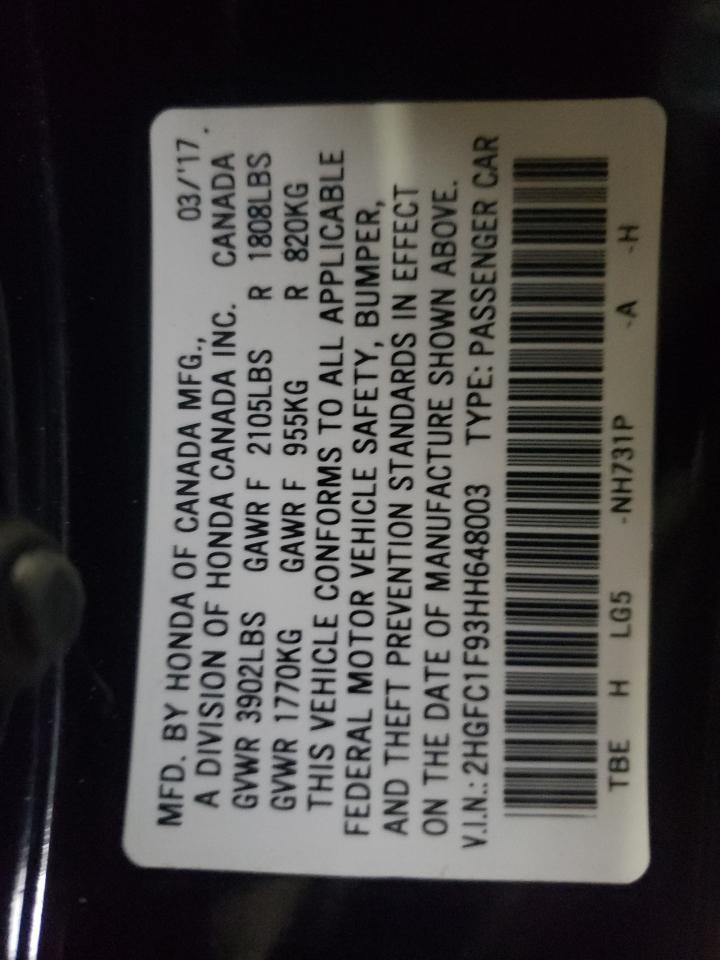 MFD. BY HONDA OF CANADA MFG., 03/'17
A DIVISION OF HONDA CANADA INC. CANADA
GVWR 3902LBS GAWR F 2105LBS R 1808LBS
GVWR 1770KG GAWR F 955KG R 820KG
THIS VEHICLE CONFORMS TO ALL APPLICABLE
FEDERAL MOTOR VEHICLE SAFETY, BUMPER,
AND THEFT PREVENTION STANDARDS IN EFFECT
ON THE DATE OF MANUFACTURE SHOWN ABOVE.
V.I.N.: 2HGFC1F93HH648003 TYPE: PASSENGER CAR
TBE H LG5 -NH731P -A -H